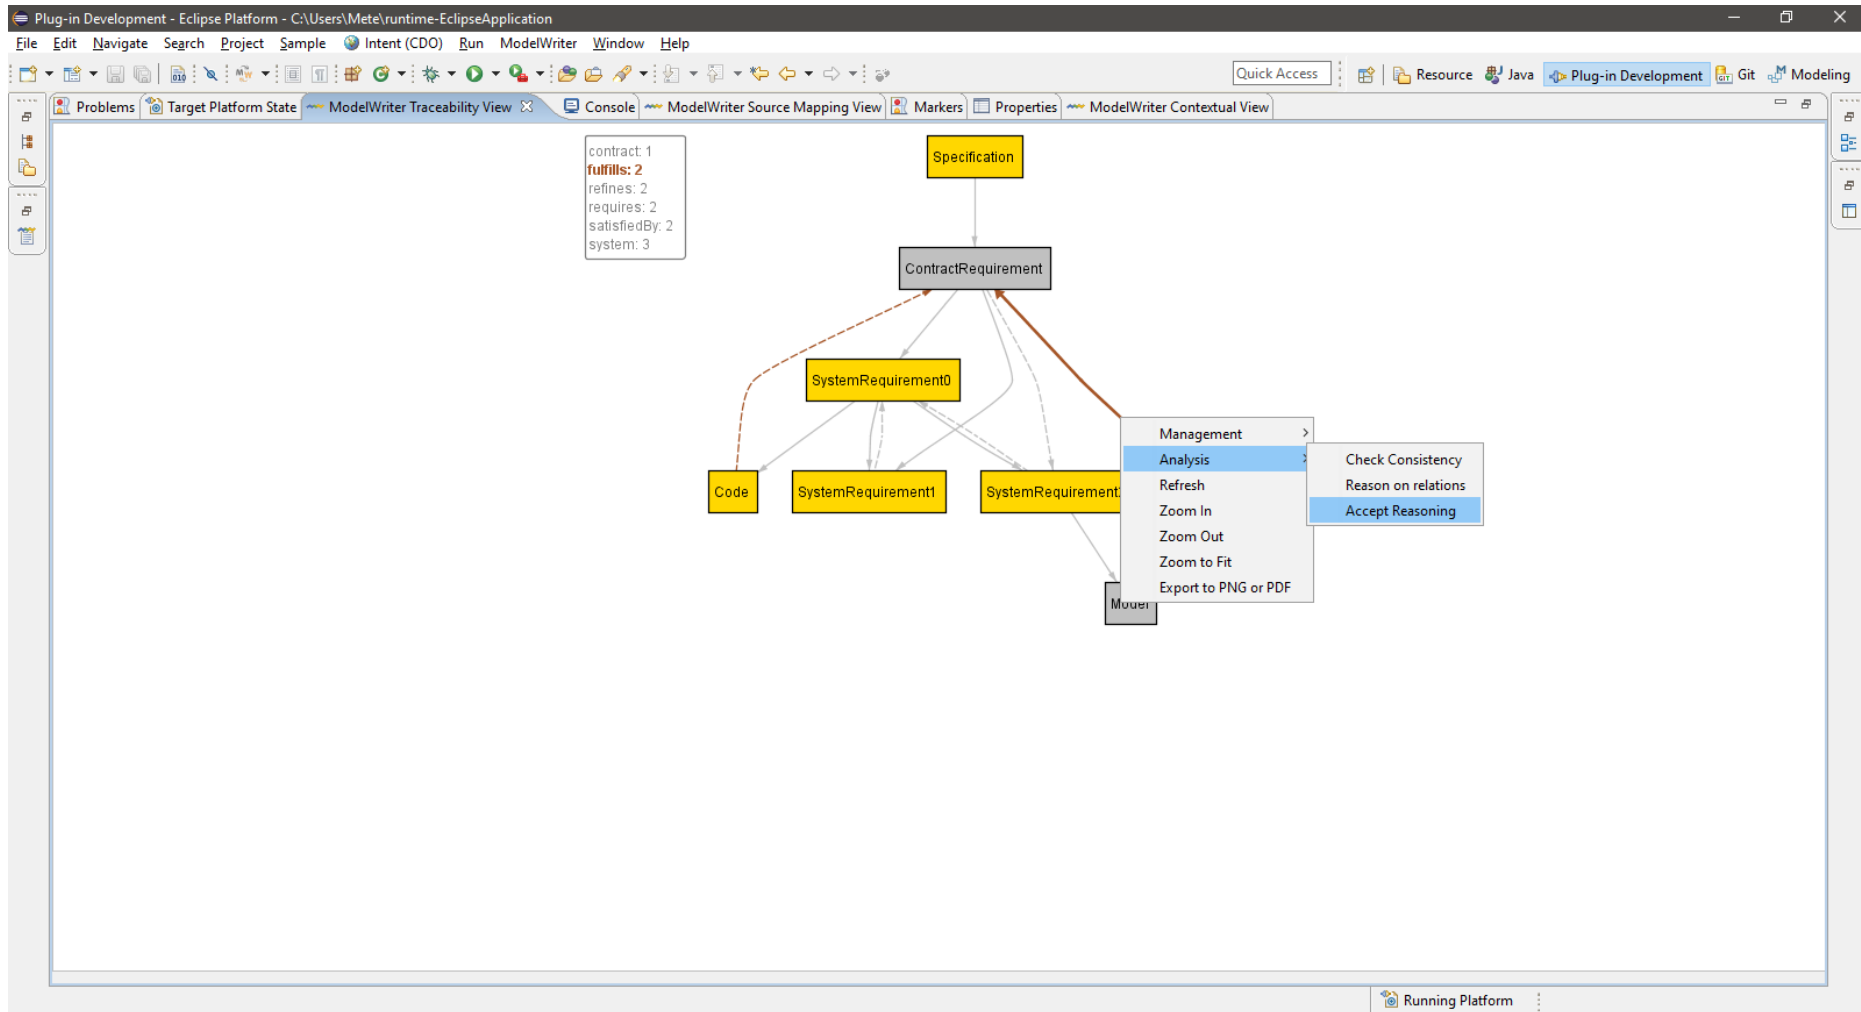 Plug-in Development - Eclipse Platform - C:\Users\Mete\runtime-EclipseApplication
File Edit Navigate Search Project Sample Intent (CDO) Run ModelWriter Window Help
Quick Access Resource Java Plug-in Development Git Modeling
Problems Target Platform State ModelWriter Traceability View Console ModelWriter Source Mapping View Markers Properties ModelWriter Contextual View
contract: 1
fulfills: 2
refines: 2
requires: 2
satisfiedBy: 2
system: 3
Specification
ContractRequirement
SystemRequirement0
Code
SystemRequirement1
SystemRequirement
Model
Management
Analysis
Refresh
Zoom In
Zoom Out
Zoom to Fit
Export to PNG or PDF
Check Consistency
Reason on relations
Accept Reasoning
Running Platform